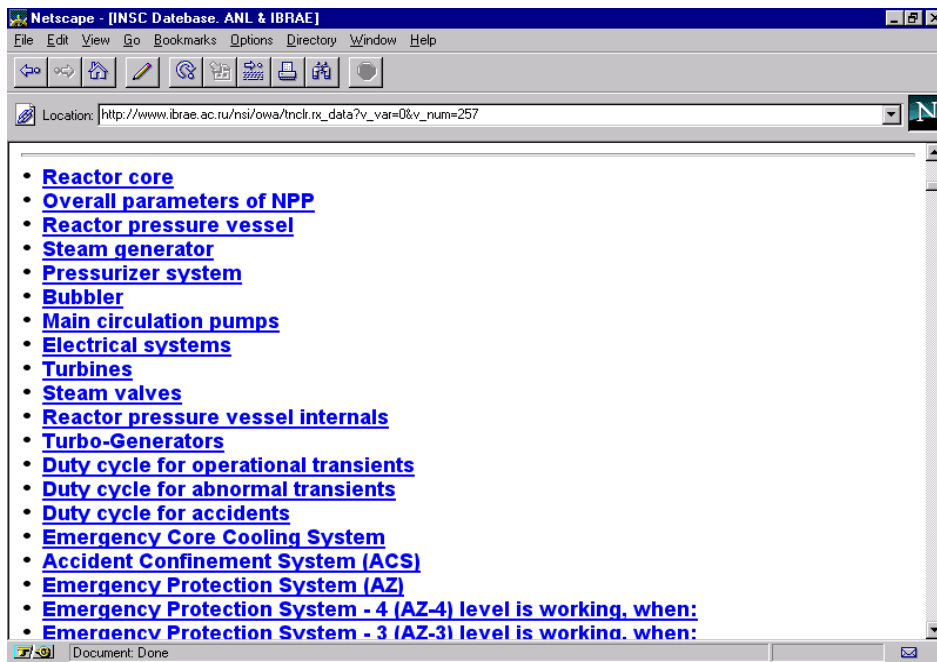 Netscape - [INSC Datebase. ANL & IBRAE]
File Edit View Go Bookmarks Options Directory Window Help
Location: http://www.ibrae.ac.ru/nsi/owa/tnclr.rx_data?v_var=0&v_num=257
N
• Reactor core
• Overall parameters of NPP
• Reactor pressure vessel
• Steam generator
• Pressurizer system
• Bubbler
• Main circulation pumps
• Electrical systems
• Turbines
• Steam valves
• Reactor pressure vessel internals
• Turbo-Generators
• Duty cycle for operational transients
• Duty cycle for abnormal transients
• Duty cycle for accidents
• Emergency Core Cooling System
• Accident Confinement System (ACS)
• Emergency Protection System (AZ)
• Emergency Protection System - 4 (AZ-4) level is working, when:
• Emergency Protection System - 3 (AZ-3) level is working, when:
Document: Done